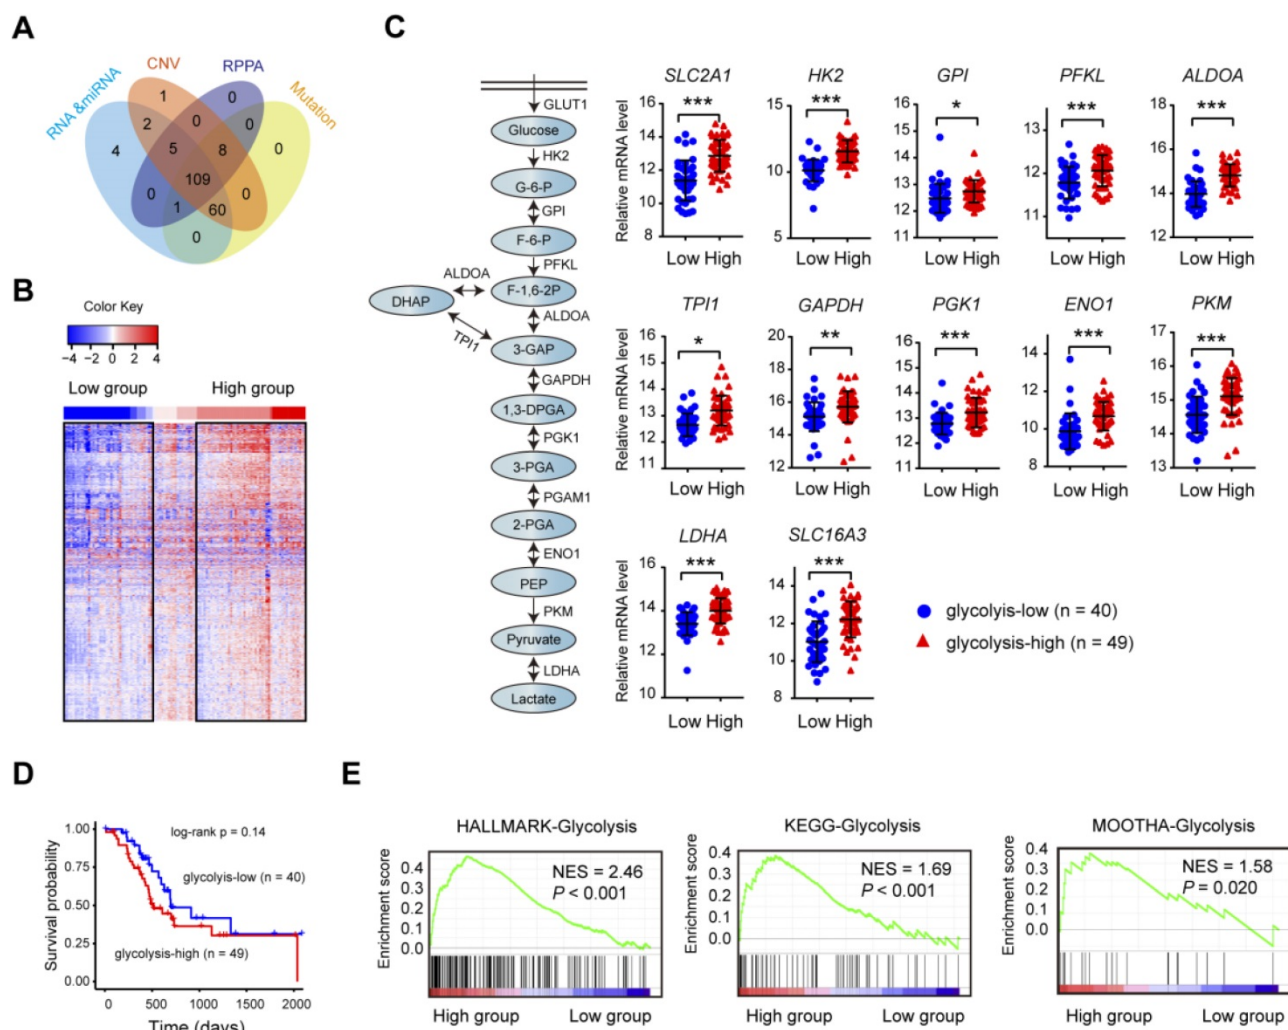 A
RNA &miRNA
CNV
RPPA
Mutation
1
0
2
0
0
4
5
8
0
109
0
1
60
0
0
B
Color Key
−4 −2 0 2 4
Low group High group
C
GLUT1
Glucose
HK2
G-6-P
GPI
F-6-P
PFKL
ALDOA
DHAP
F-1,6-2P
ALDOA
TPI1
3-GAP
GAPDH
1,3-DPGA
PGK1
3-PGA
PGAM1
2-PGA
ENO1
PEP
PKM
Pyruvate
LDHA
Lactate
SLC2A1
***
Relative mRNA level
16
14
12
10
8
Low High
HK2
***
15
10
5
Low High
GPI
*
16
15
14
13
12
11
Low High
PFKL
***
13
12
11
Low High
ALDOA
***
18
16
14
12
Low High
TPI1
*
Relative mRNA level
16
15
14
13
12
11
Low High
GAPDH
**
20
18
16
14
12
Low High
PGK1
***
16
15
14
13
12
11
Low High
ENO1
***
14
12
10
8
Low High
PKM
***
17
16
15
14
13
Low High
LDHA
***
Relative mRNA level
16
14
12
10
Low High
SLC16A3
***
14
12
10
8
Low High
glycolyis-low (n = 40)
glycolysis-high (n = 49)
D
Survival probability
1.00
0.75
0.50
0.25
0.00
log-rank p = 0.14
glycolyis-low (n = 40)
glycolysis-high (n = 49)
0 500 1000 1500 2000
Time (days)
E
HALLMARK-Glycolysis
Enrichment score
0.4
0.3
0.2
0.1
0.0
NES = 2.46
P < 0.001
High group Low group
KEGG-Glycolysis
Enrichment score
0.4
0.3
0.2
0.1
0.0
NES = 1.69
P < 0.001
High group Low group
MOOTHA-Glycolysis
Enrichment score
0.4
0.3
0.2
0.1
0.0
NES = 1.58
P = 0.020
High group Low group